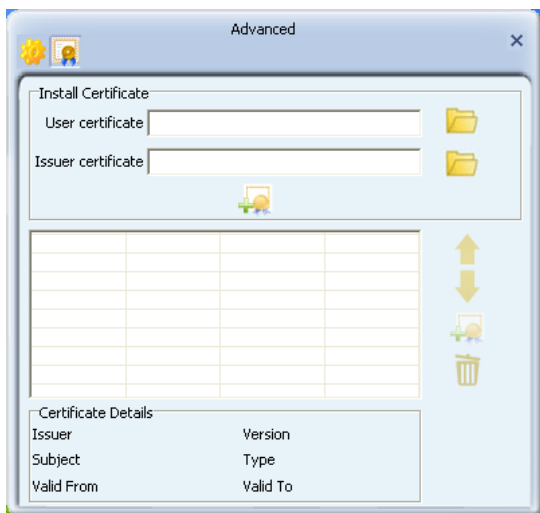 Advanced
Install Certificate
User certificate
Issuer certificate
Certificate Details
Issuer Version
Subject Type
Valid From Valid To